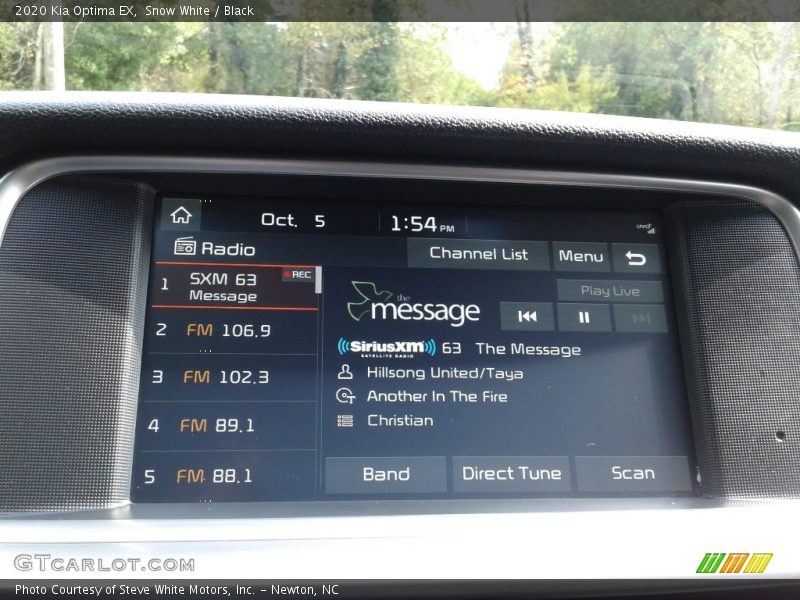 2020 Kia Optima EX, Snow White / Black
Oct. 5
1:54 PM
UVO
Radio
Channel List
Menu
1 SXM 63
Message
REC
Play Live
the
message
2 FM 106.9
SiriusXM
SATELLITE RADIO
63 The Message
3 FM 102.3
Hillsong United/Taya
Another In The Fire
4 FM 89.1
Christian
5 FM 88.1
Band
Direct Tune
Scan
GTCARLOT.COM
Photo Courtesy of Steve White Motors, Inc. – Newton, NC